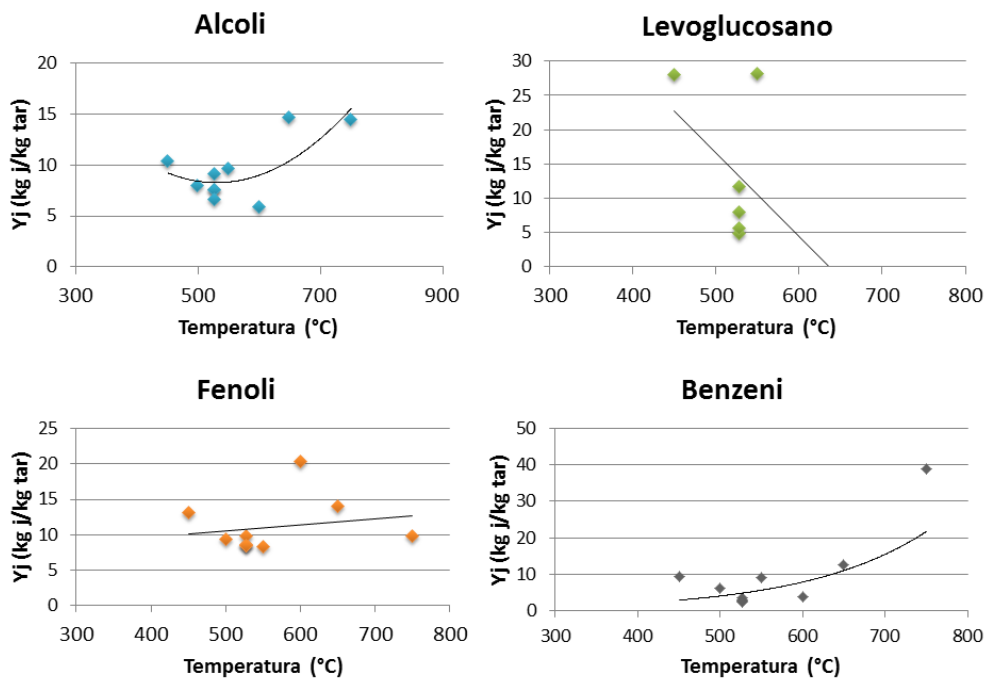 Alcoli
Yj (kg j/kg tar)
20
15
10
5
0
300 500 700 900
Temperatura (°C)
Levoglucosano
Yj (kg j/kg tar)
30
25
20
15
10
5
0
300 400 500 600 700 800
Temperatura (°C)
Fenoli
Yj (kg j/kg tar)
25
20
15
10
5
0
300 400 500 600 700 800
Temperatura (°C)
Benzeni
Yj (kg j/kg tar)
50
40
30
20
10
0
300 400 500 600 700 800
Temperatura (°C)